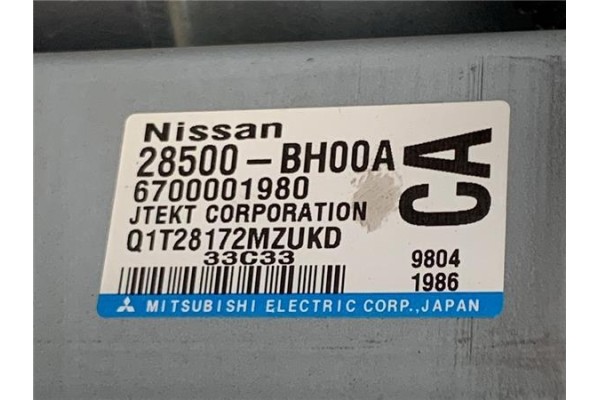 Nissan
28500-BH00A
6700001980
JTEKT CORPORATION
Q1T28172MZUKD
33C33
CA
9804
1986
MITSUBISHI ELECTRIC CORP.,JAPAN